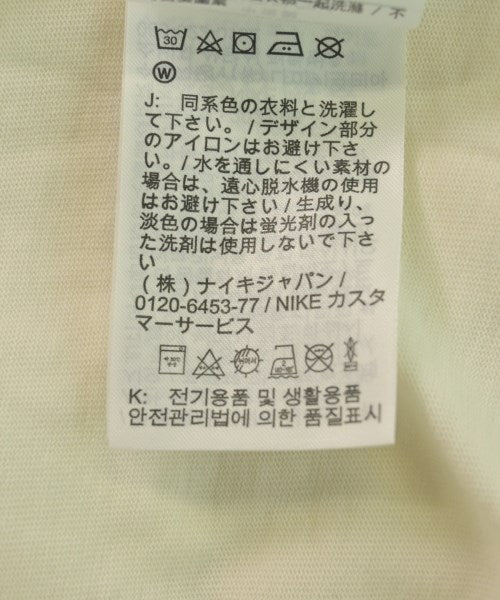 一起洗滌 / 不
30
W
J: 同系色の衣料と洗濯し
て下さい。/ デザイン部分
のアイロンはお避け下さ
い。/ 水を通しにくい素材の
場合は、遠心脱水機の使用
はお避け下さい / 生成り、
淡色の場合は蛍光剤の入っ
た洗剤は使用しないで下さ
い
(株) ナイキジャパン /
0120-6453-77 / NIKE カスタ
マーサービス
K: 전기용품 및 생활용품
안전관리법에 의한 품질표시